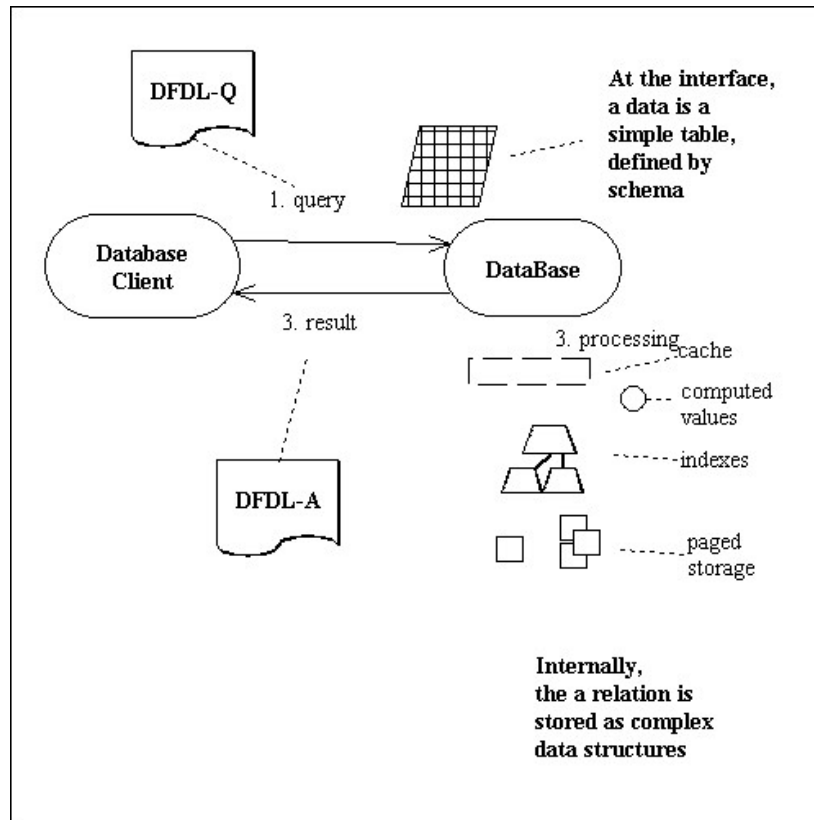 DFDL-Q
At the interface,
a data is a
simple table,
defined by
schema
1. query
Database
Client
DataBase
3. result
3. processing
cache
computed
values
indexes
DFDL-A
paged
storage
Internally,
the a relation is
stored as complex
data structures